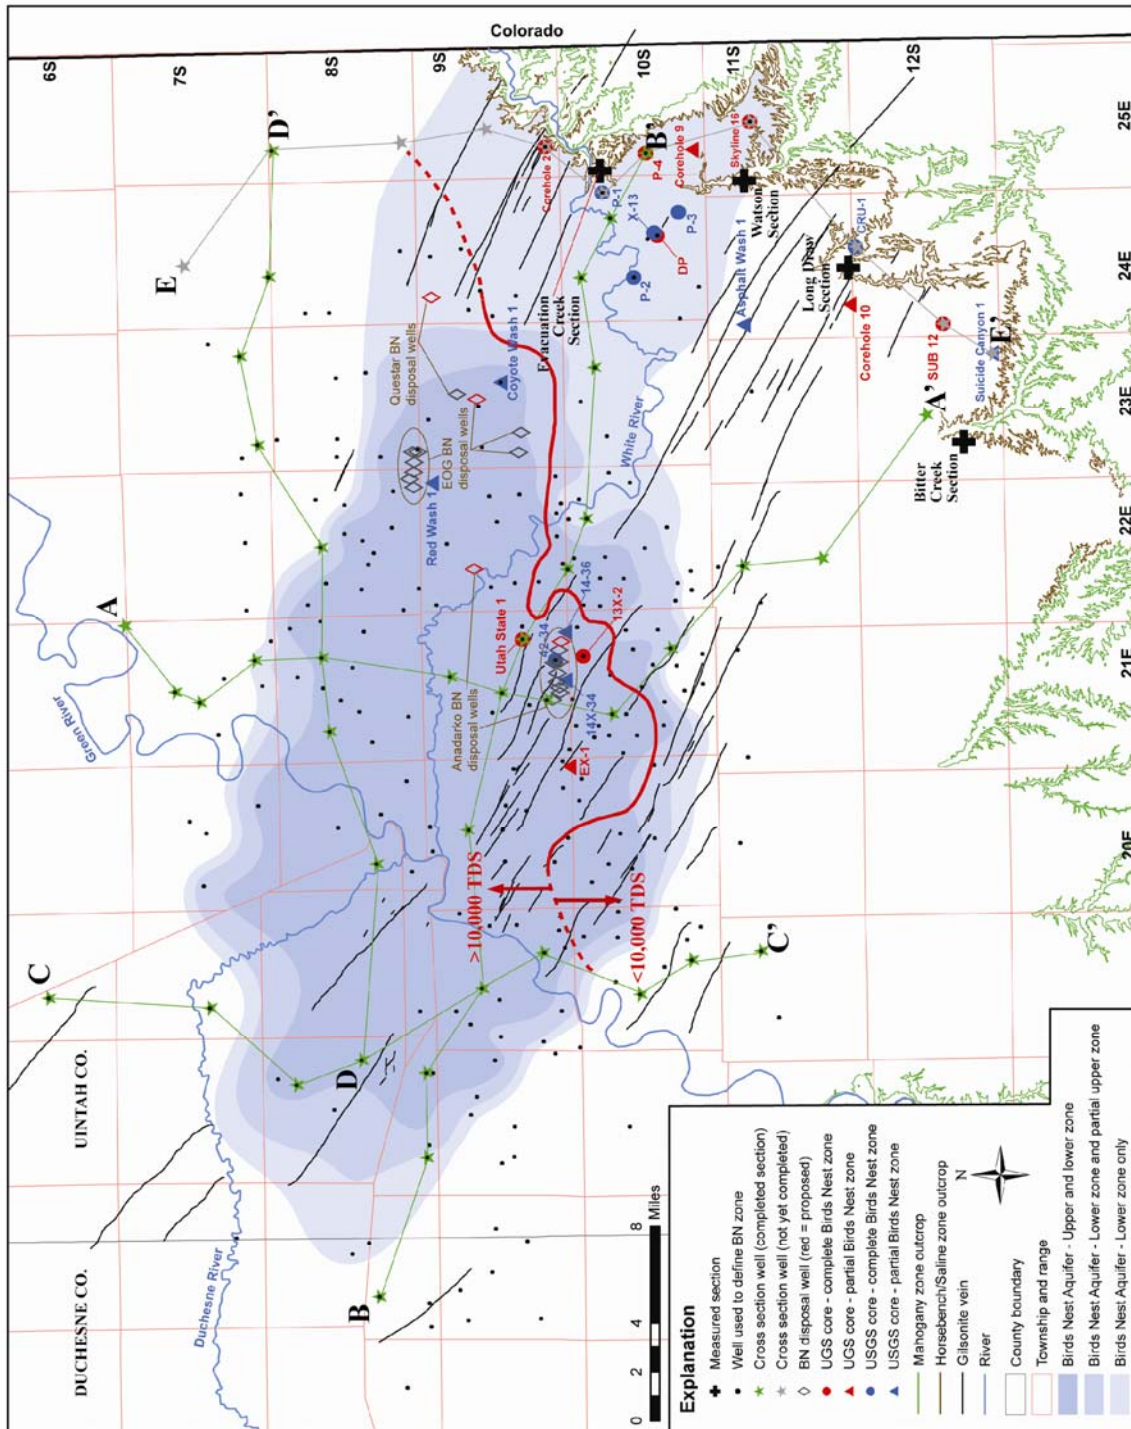 Colorado
6S
7S
8S
9S
10S
11S
12S
25E
24E
23E
22E
21E
20E
A
A'
B
B'
C
C'
D
D'
E
E'
DUCHESNE CO.
UINTAH CO.
Duchesne River
Green River
White River
Questar BN
disposal wells
EOG BN
disposal wells
Anadarko BN
disposal wells
Red Wash 1
Coyote Wash 1
Evacuation
Creek
Section
Corehole 2
P-1
P-4
Corehole 9
Skyline 16
X-13
DP
P-3
P-2
Watson
Section
Asphalt Wash 1
Long Draw
Section
CRU-1
Corehole 10
SUB 12
Suicide Canyon 1
Bitter
Creek
Section
Utah State 1
42-34
14-36
13X-2
14X-34
EX-1
>10,000 TDS
<10,000 TDS
0 2 4 8
Miles
Explanation
Measured section
Well used to define BN zone
Cross section well (completed section)
Cross section well (not yet completed)
BN disposal well (red = proposed)
UGS core - complete Birds Nest zone
UGS core - partial Birds Nest zone
USGS core - complete Birds Nest zone
USGS core - partial Birds Nest zone
Mahogany zone outcrop
Horsebench/Saline zone outcrop
Gilsonite vein
River
County boundary
Township and range
Birds Nest Aquifer - Upper and lower zone
Birds Nest Aquifer - Lower zone and partial upper zone
Birds Nest Aquifer - Lower zone only
N